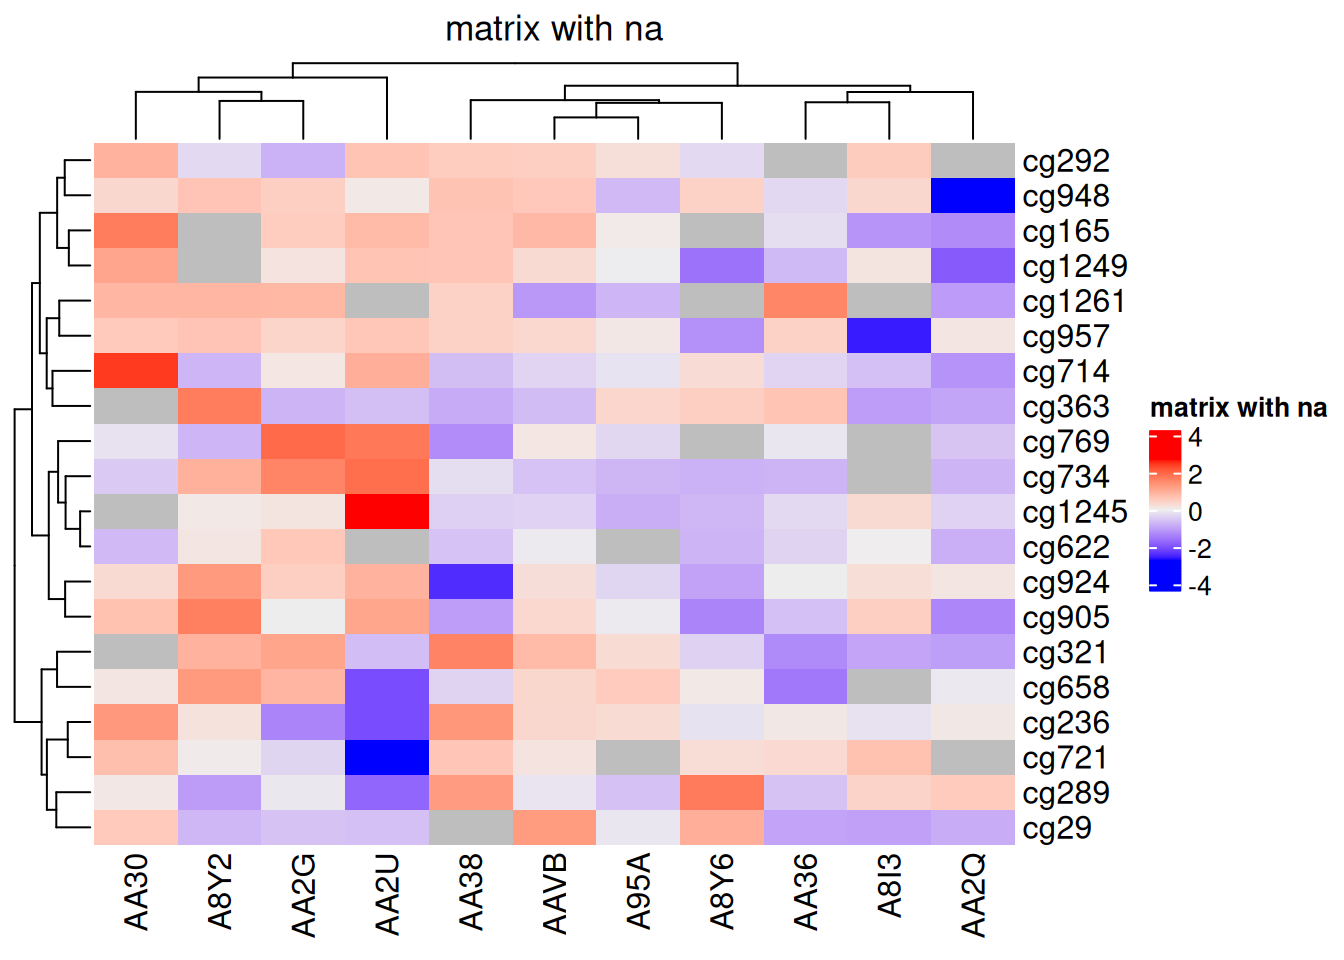 matrix with na
cg292
cg948
cg165
cg1249
cg1261
cg957
cg714
cg363
cg769
cg734
cg1245
cg622
cg924
cg905
cg321
cg658
cg236
cg721
cg289
cg29
matrix with na
4
2
0
-2
-4
AA30
A8Y2
AA2G
AA2U
AA38
AAVB
A95A
A8Y6
AA36
A8I3
AA2Q